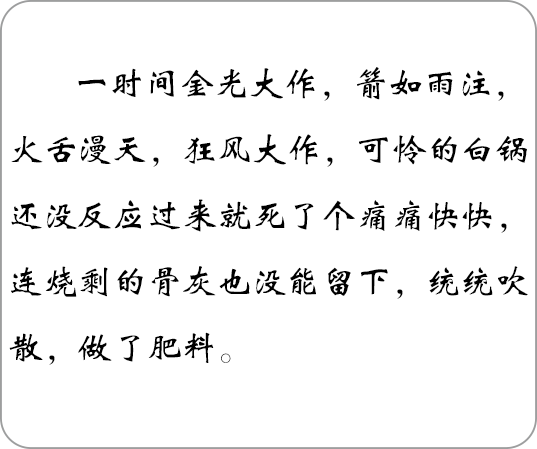 一时间金光大作，箭如雨注，
火舌漫天，狂风大作，可怜的白锅
还没反应过来就死了个痛痛快快，
连烧剩的骨灰也没能留下，统统吹
散，做了肥料。